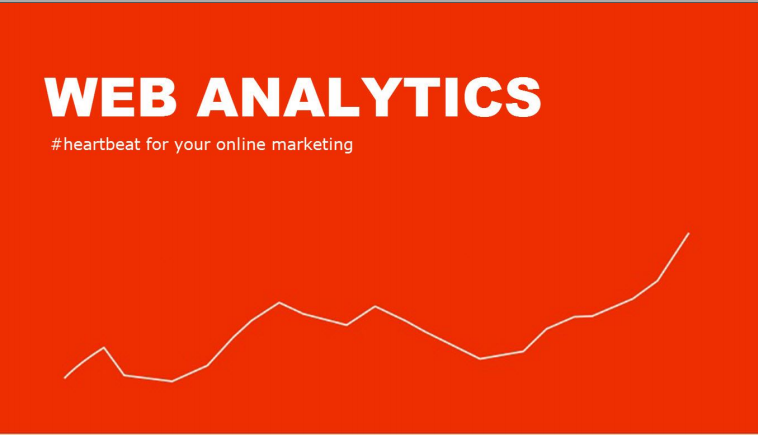 WEB ANALYTICS
#heartbeat for your online marketing